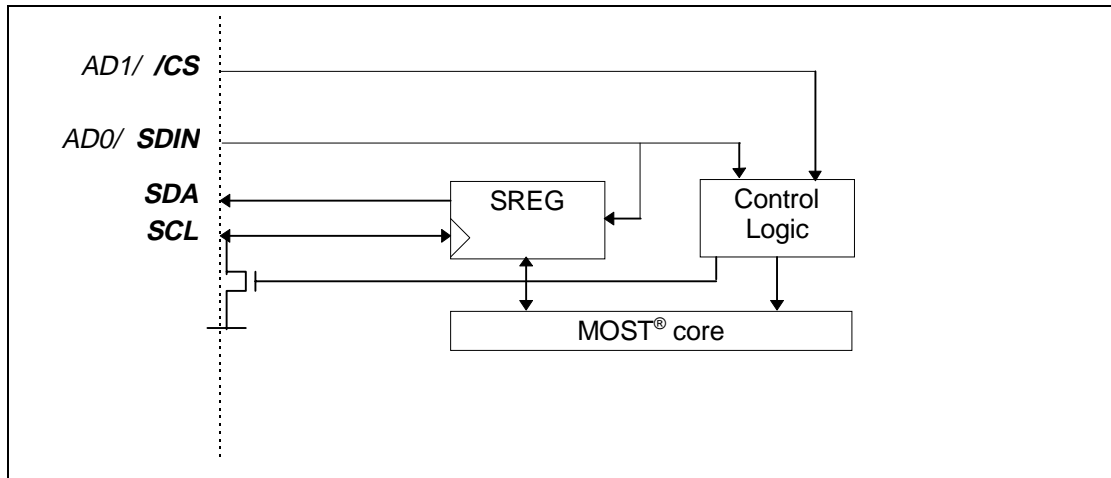 AD1/ /CS
AD0/ SDIN
SDA
SCL
SREG
Control
Logic
MOST® core